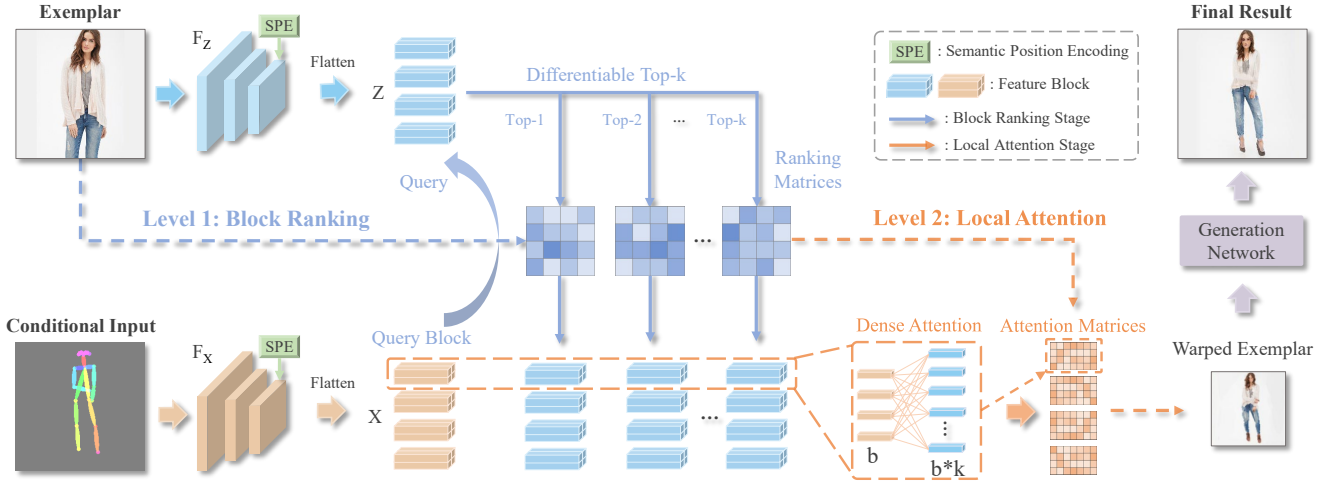 Exemplar
F_Z
SPE
Flatten
Z
Differentiable Top-k
Top-1
Top-2
...
Top-k
Ranking
Matrices
Query
SPE
: Semantic Position Encoding
: Feature Block
: Block Ranking Stage
: Local Attention Stage
Final Result
Level 1: Block Ranking
...
Level 2: Local Attention
Generation
Network
Conditional Input
F_X
SPE
Flatten
X
Query Block
...
Dense Attention
b
b*k
Attention Matrices
Warped Exemplar